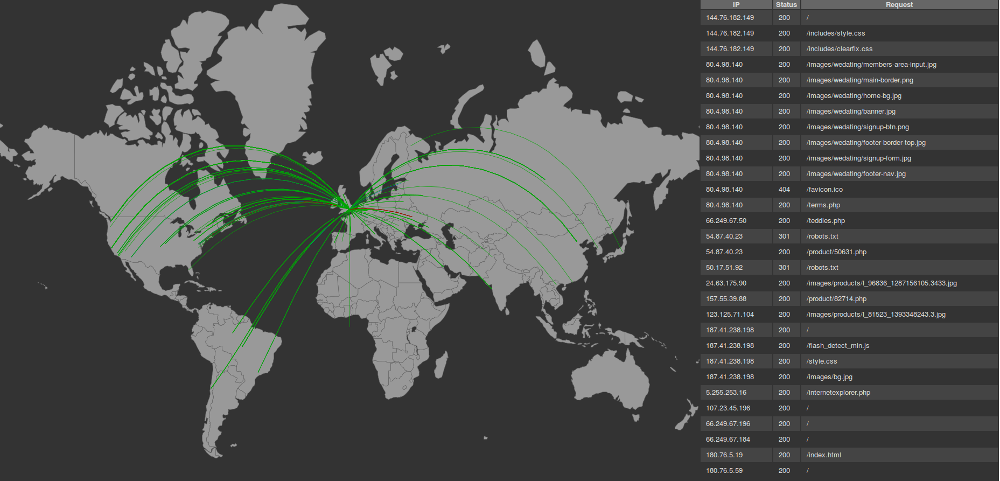 IP Status Request
144.76.182.149 200 /
144.76.182.149 200 /includes/style.css
144.76.182.149 200 /includes/clearfix.css
80.4.98.140 200 /images/wedating/members-area-input.jpg
80.4.98.140 200 /images/wedating/main-border.png
80.4.98.140 200 /images/wedating/home-bg.jpg
80.4.98.140 200 /images/wedating/banner.jpg
80.4.98.140 200 /images/wedating/signup-btn.png
80.4.98.140 200 /images/wedating/footer-border-top.jpg
80.4.98.140 200 /images/wedating/signup-form.jpg
80.4.98.140 200 /images/wedating/footer-nav.jpg
80.4.98.140 404 /favicon.ico
80.4.98.140 200 /terms.php
66.249.67.50 200 /teddies.php
54.87.40.23 301 /robots.txt
54.87.40.23 200 /product/50631.php
50.17.51.92 301 /robots.txt
24.63.175.90 200 /images/products/t_96836_1287156105.3433.jpg
157.55.39.88 200 /product/82714.php
123.125.71.104 200 /images/products/t_81523_1393348243.3.jpg
187.41.238.198 200 /
187.41.238.198 200 /flash_detect_min.js
187.41.238.198 200 /style.css
187.41.238.198 200 /images/bg.jpg
5.255.253.16 200 /internetexplorer.php
107.23.45.196 200 /
66.249.67.196 200 /
66.249.67.184 200 /
180.76.5.19 200 /index.html
180.76.5.59 200 /